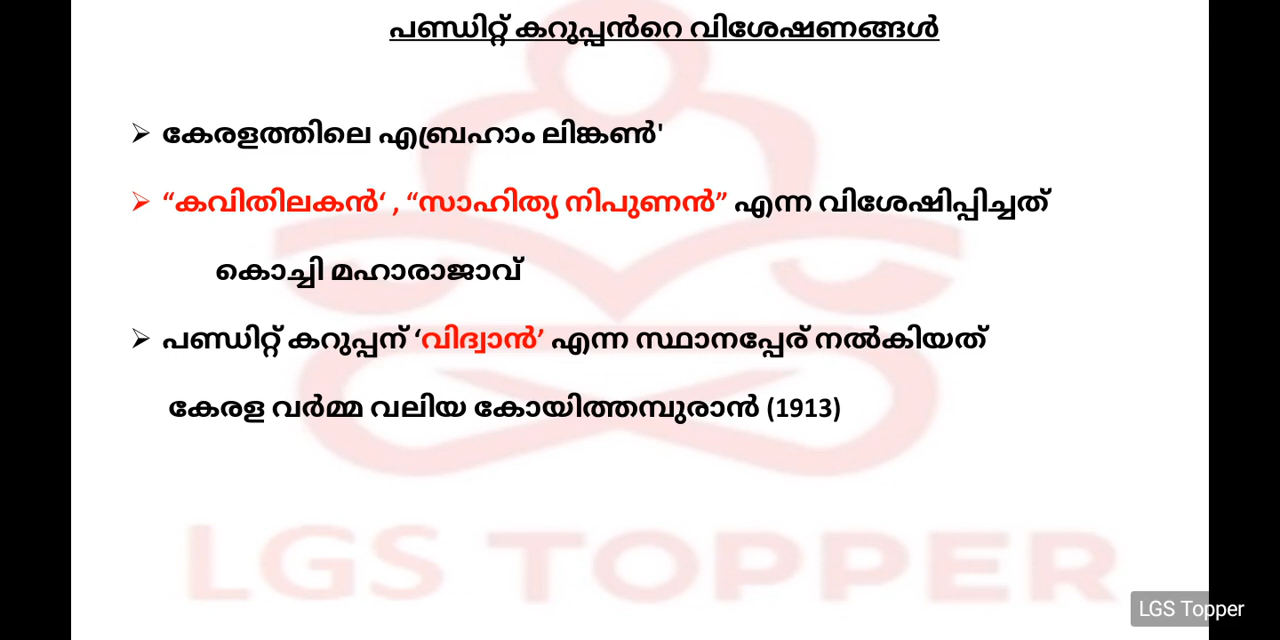 പണ്ഡിറ്റ് കറുപ്പൻറെ വിശേഷണങ്ങൾ
➢ കേരളത്തിലെ എബ്രഹാം ലിങ്കൺ'
➢ “കവിതിലകൻ‘ , “സാഹിത്യ നിപുണൻ” എന്ന വിശേഷിപ്പിച്ചത്
കൊച്ചി മഹാരാജാവ്
➢ പണ്ഡിറ്റ് കറുപ്പന് ‘വിദ്വാൻ’ എന്ന സ്ഥാനപ്പേര് നൽകിയത്
കേരള വർമ്മ വലിയ കോയിത്തമ്പുരാൻ (1913)
LGS TOPPER
LGS Topper